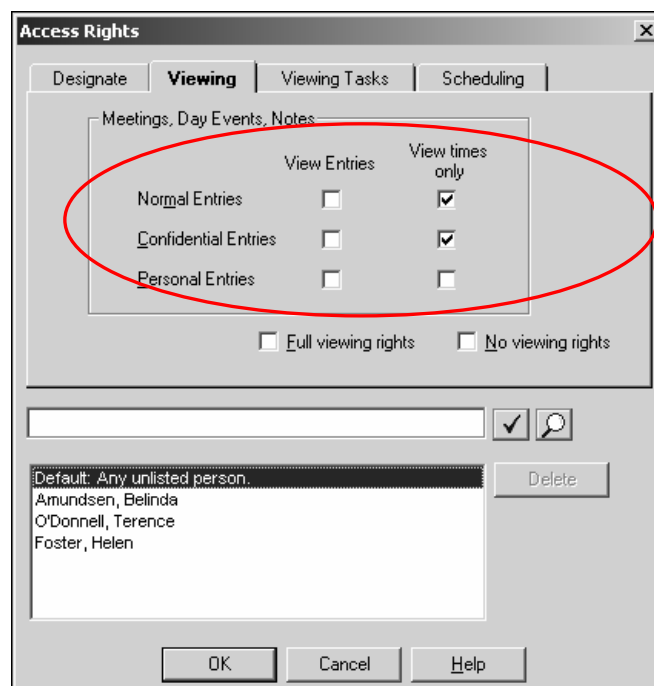 Access Rights
Designate Viewing Viewing Tasks Scheduling
Meetings, Day Events, Notes
View Entries View times only
Normal Entries
Confidential Entries
Personal Entries
Full viewing rights No viewing rights
Default: Any unlisted person.
Delete
Amundsen, Belinda
O'Donnell, Terence
Foster, Helen
OK Cancel Help